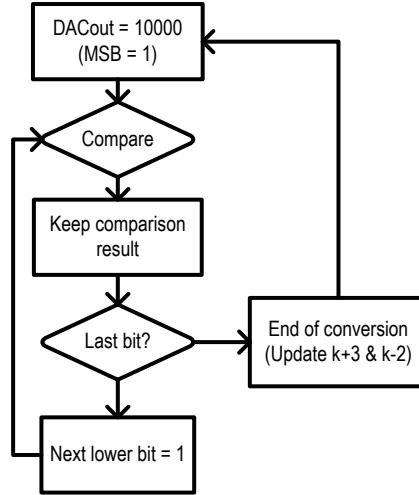 DACout = 10000
(MSB = 1)
Compare
Keep comparison
result
Last bit?
End of conversion
(Update k+3 & k-2)
Next lower bit = 1